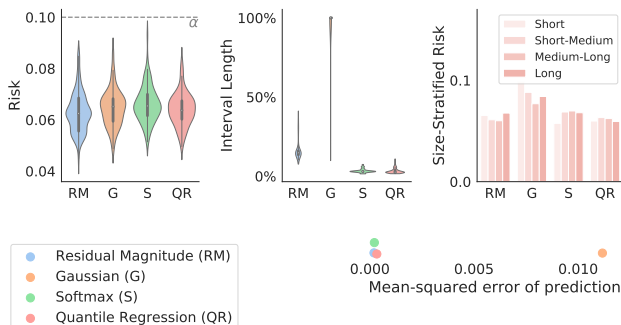 0.10
0.08
0.06
0.04
Risk
α
RM G S QR
100%
50%
0%
Interval Length
RM G S QR
0.1
0.0
Size-Stratified Risk
Short
Short-Medium
Medium-Long
Long
RM G S QR
Residual Magnitude (RM)
Gaussian (G)
Softmax (S)
Quantile Regression (QR)
0.000 0.005 0.010
Mean-squared error of prediction